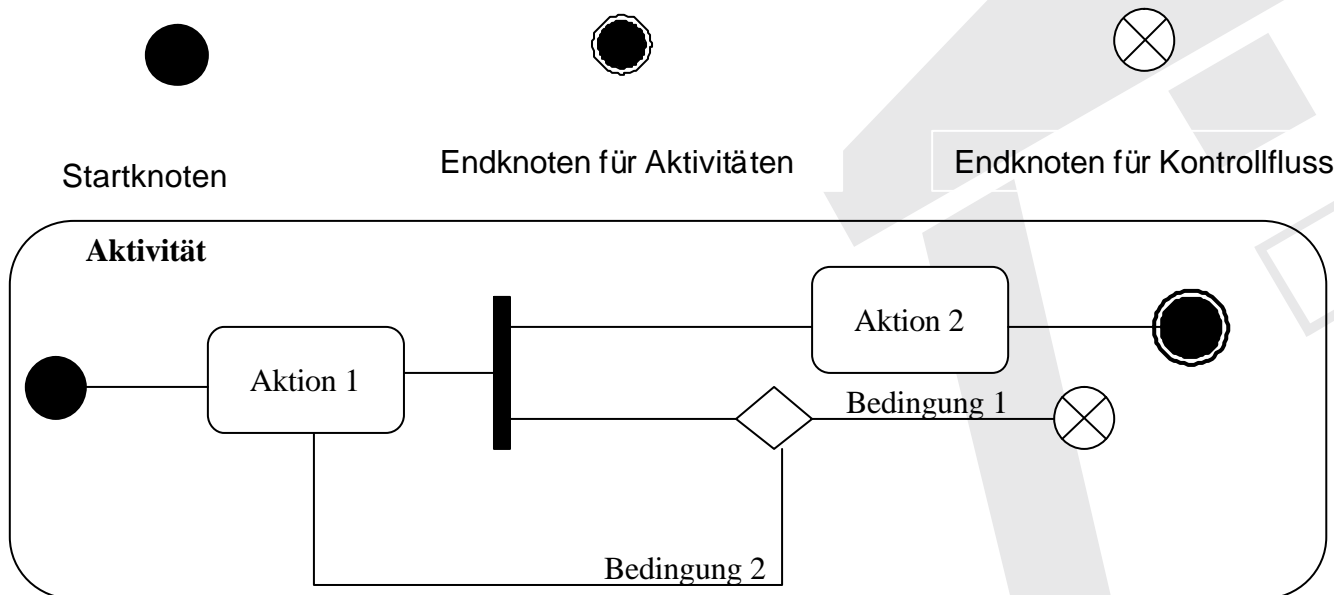 Startknoten
Endknoten für Aktivitäten
Endknoten für Kontrollfluss
Aktivität
Aktion 1
Aktion 2
Bedingung 1
Bedingung 2